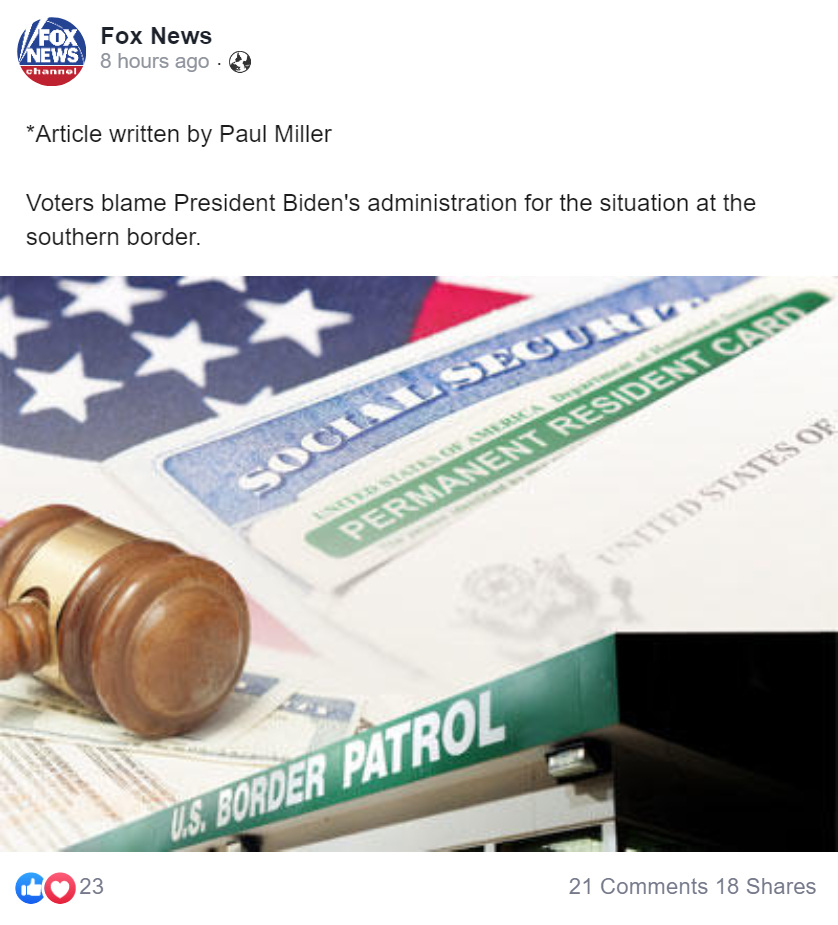 FOX
NEWS
channel
Fox News
8 hours ago ·
*Article written by Paul Miller
Voters blame President Biden's administration for the situation at the
southern border.
SOCIAL SECURITY
UNITED STATES OF AMERICA Department of Homeland Security
PERMANENT RESIDENT CARD
UNITED STATES OF
U.S. BORDER PATROL
23
21 Comments 18 Shares